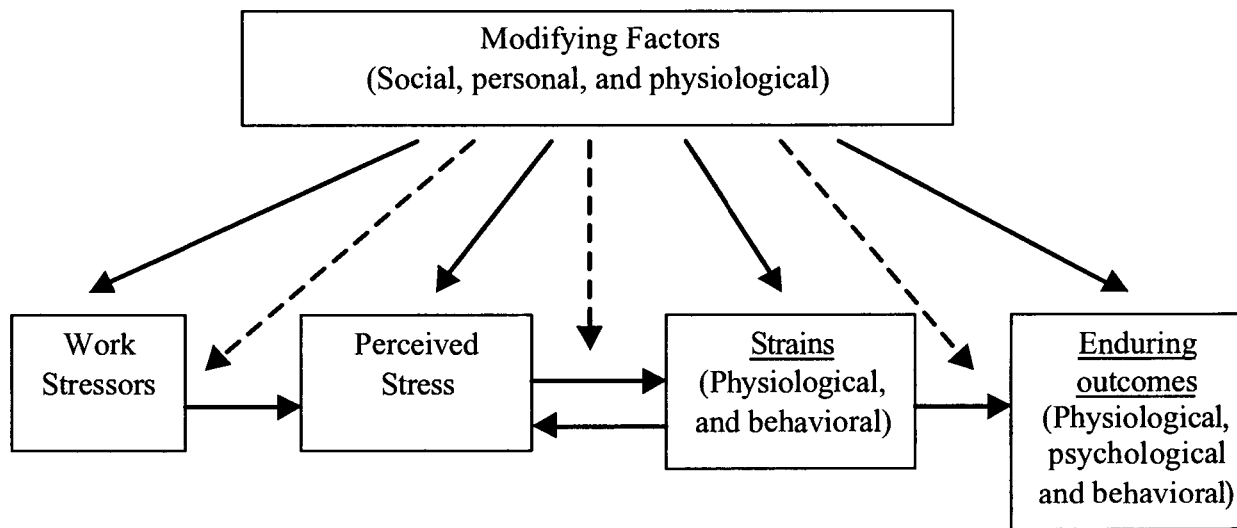 Modifying Factors
(Social, personal, and physiological)
Work
Stressors
Perceived
Stress
Strains
(Physiological,
and behavioral)
Enduring
outcomes
(Physiological,
psychological
and behavioral)